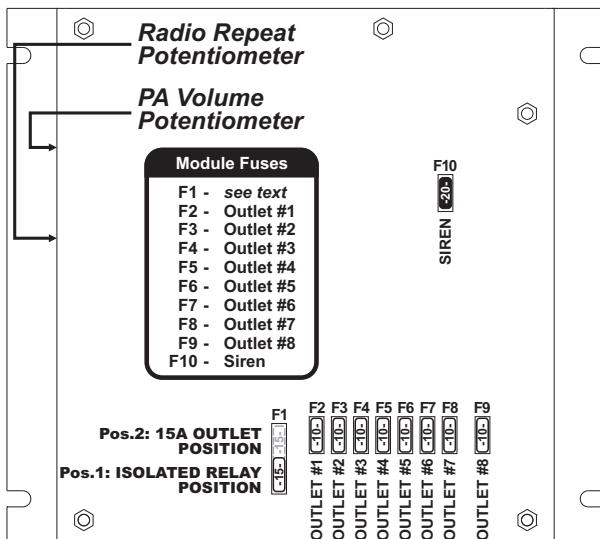 Radio Repeat
Potentiometer
PA Volume
Potentiometer
Module Fuses
F1 - see text
F2 - Outlet #1
F3 - Outlet #2
F4 - Outlet #3
F5 - Outlet #4
F6 - Outlet #5
F7 - Outlet #6
F8 - Outlet #7
F9 - Outlet #8
F10 - Siren
F10
-20-
SIREN
F1
-15-
-15-
Pos.2: 15A OUTLET
POSITION
Pos.1: ISOLATED RELAY
POSITION
F2 F3 F4 F5 F6 F7 F8 F9
-10- -10- -10- -10- -10- -10- -10- -10-
OUTLET #1
OUTLET #2
OUTLET #3
OUTLET #4
OUTLET #5
OUTLET #6
OUTLET #7
OUTLET #8